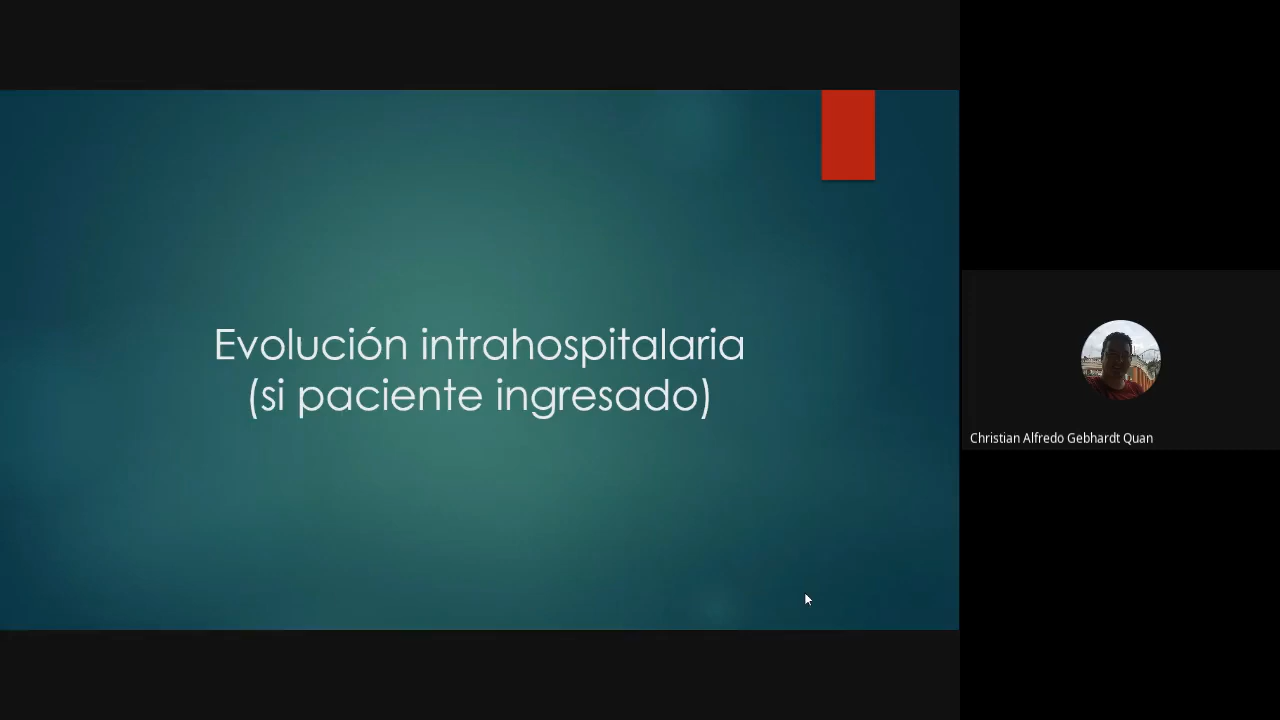 Evolución intrahospitalaria
(si paciente ingresado)
Christian Alfredo Gebhardt Quan